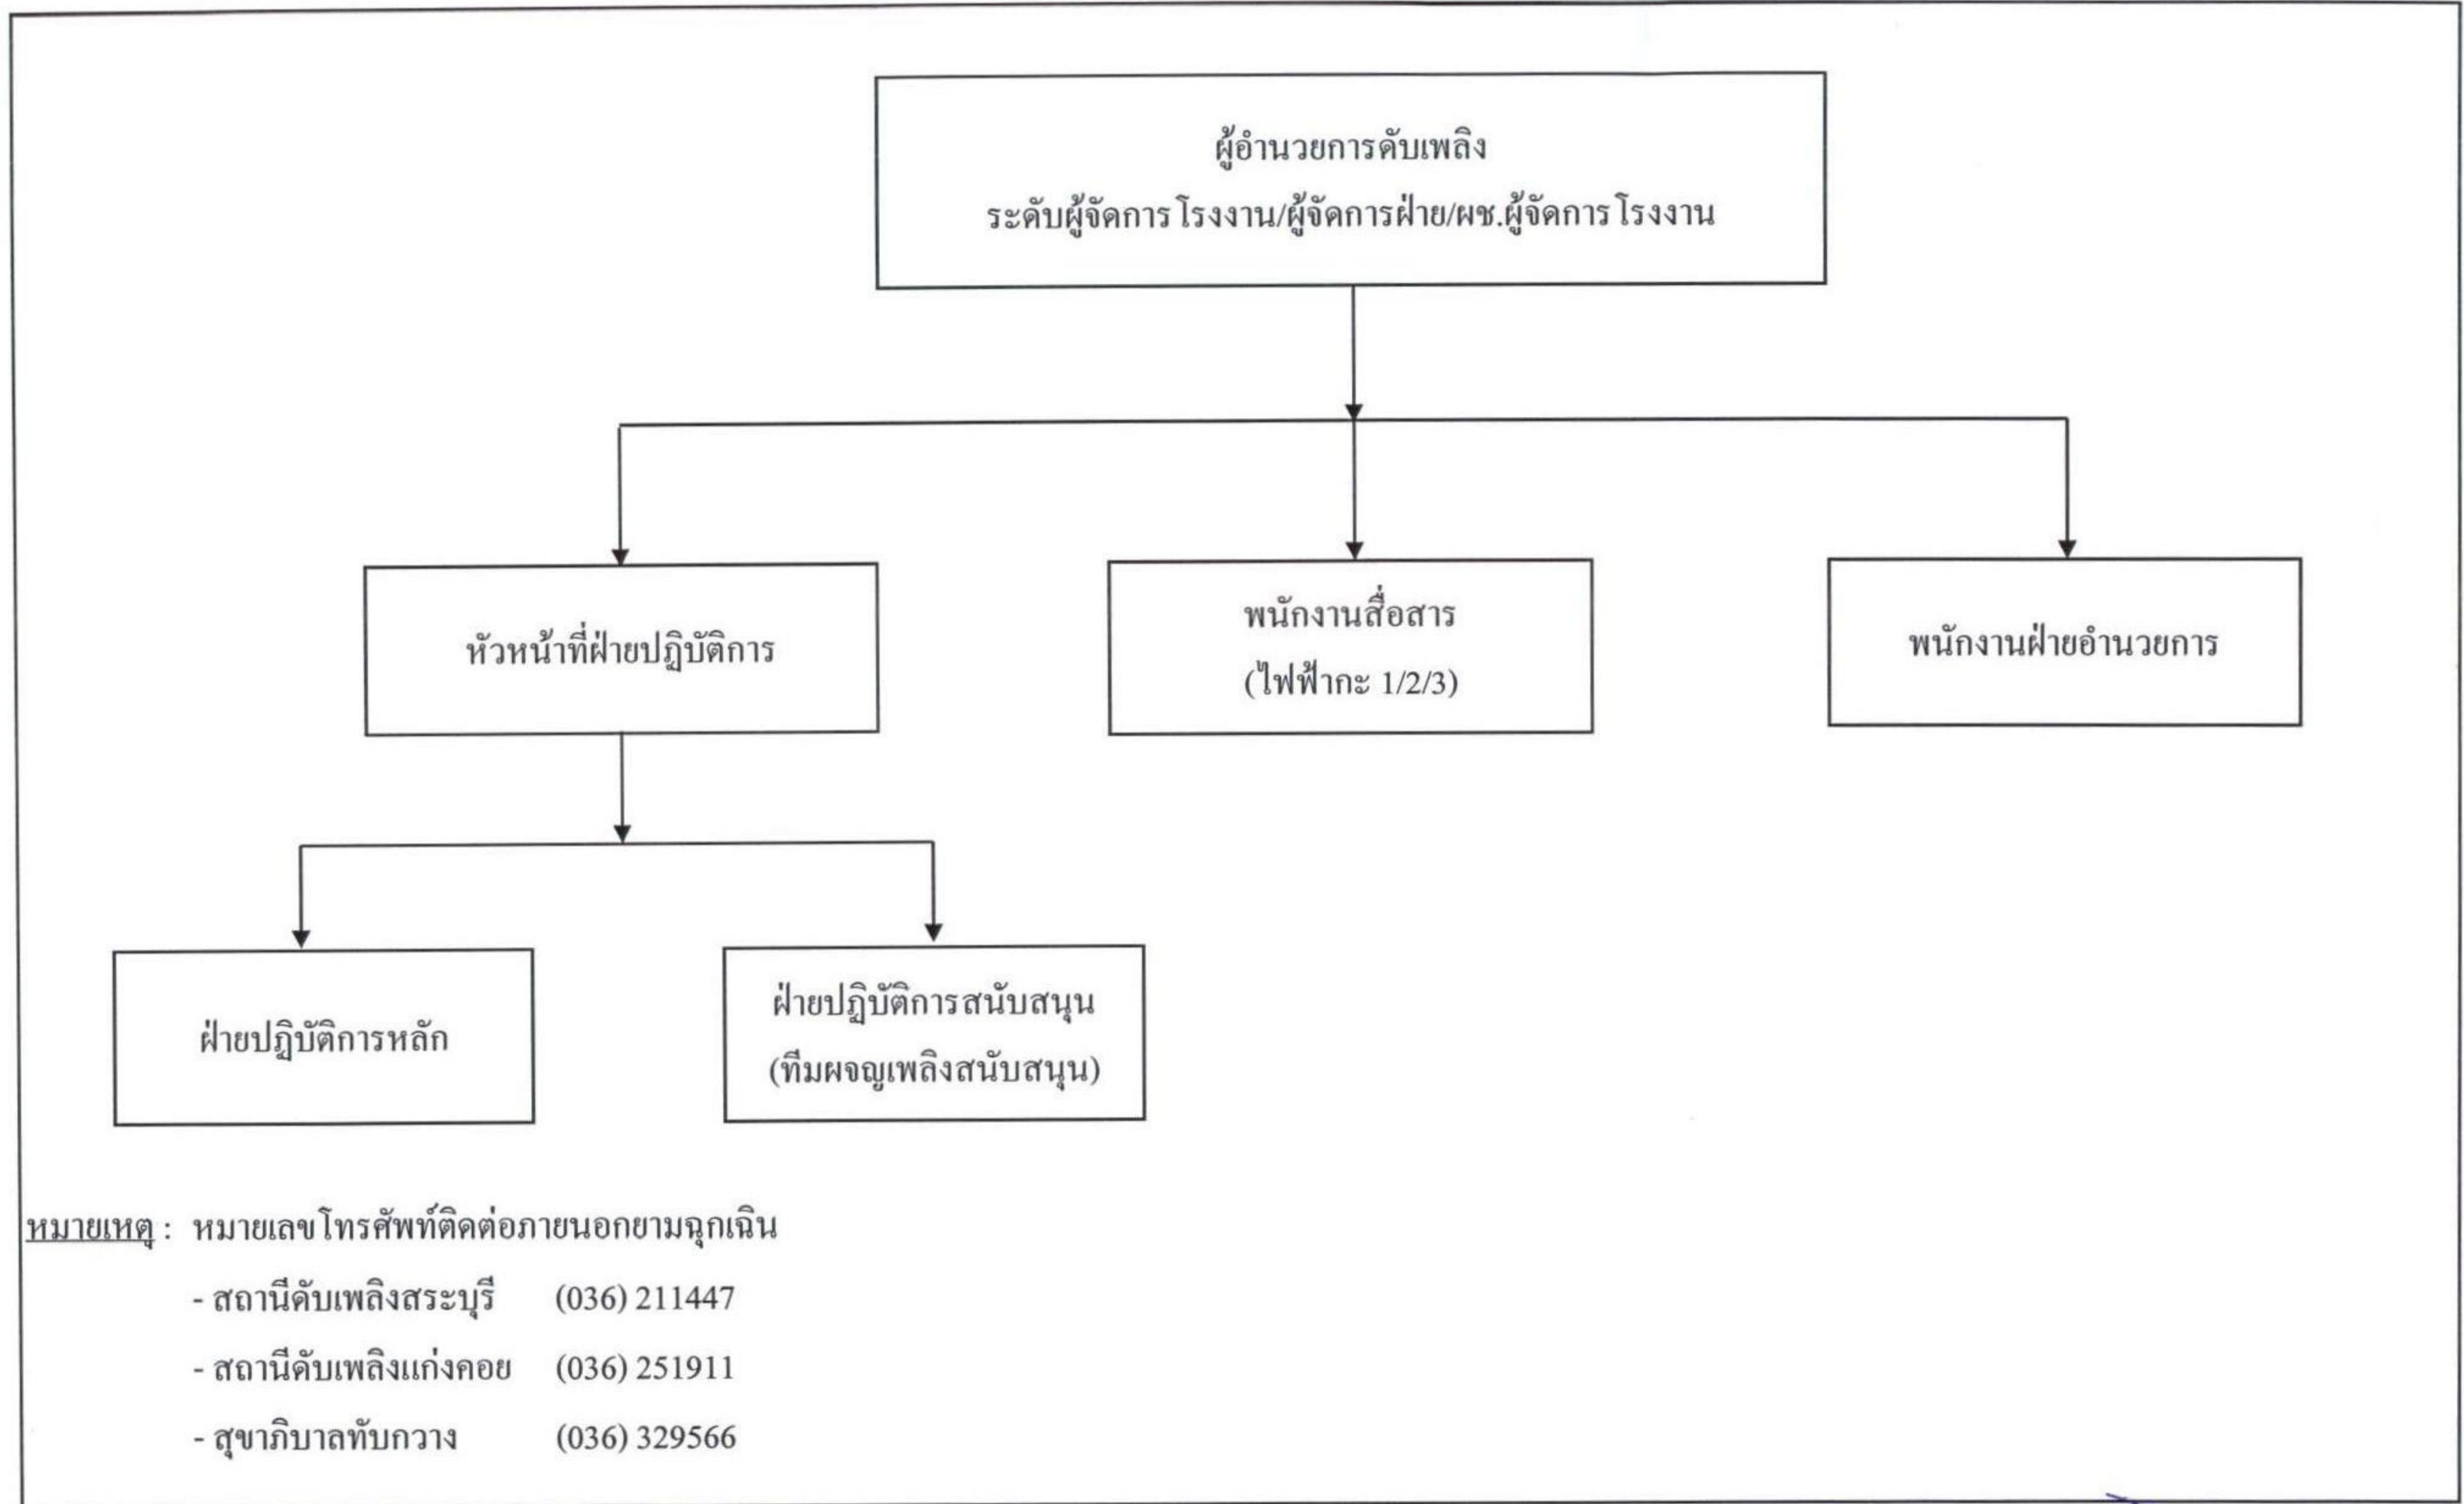 ผู้อำนวยการดับเพลิง
ระดับผู้จัดการโรงงาน/ผู้จัดการฝ่าย/ผช.ผู้จัดการโรงงาน
หัวหน้าที่ฝ่ายปฏิบัติการ
พนักงานสื่อสาร
(ไฟฟ้ากะ 1/2/3)
พนักงานฝ่ายอำนวยการ
ฝ่ายปฏิบัติการหลัก
ฝ่ายปฏิบัติการสนับสนุน
(ทีมผจญเพลิงสนับสนุน)
หมายเหตุ : หมายเลขโทรศัพท์ติดต่อภายนอกยามฉุกเฉิน
- สถานีดับเพลิงสระบุรี (036) 211447
- สถานีดับเพลิงแก่งคอย (036) 251911
- สุขาภิบาลทับกวาง (036) 329566